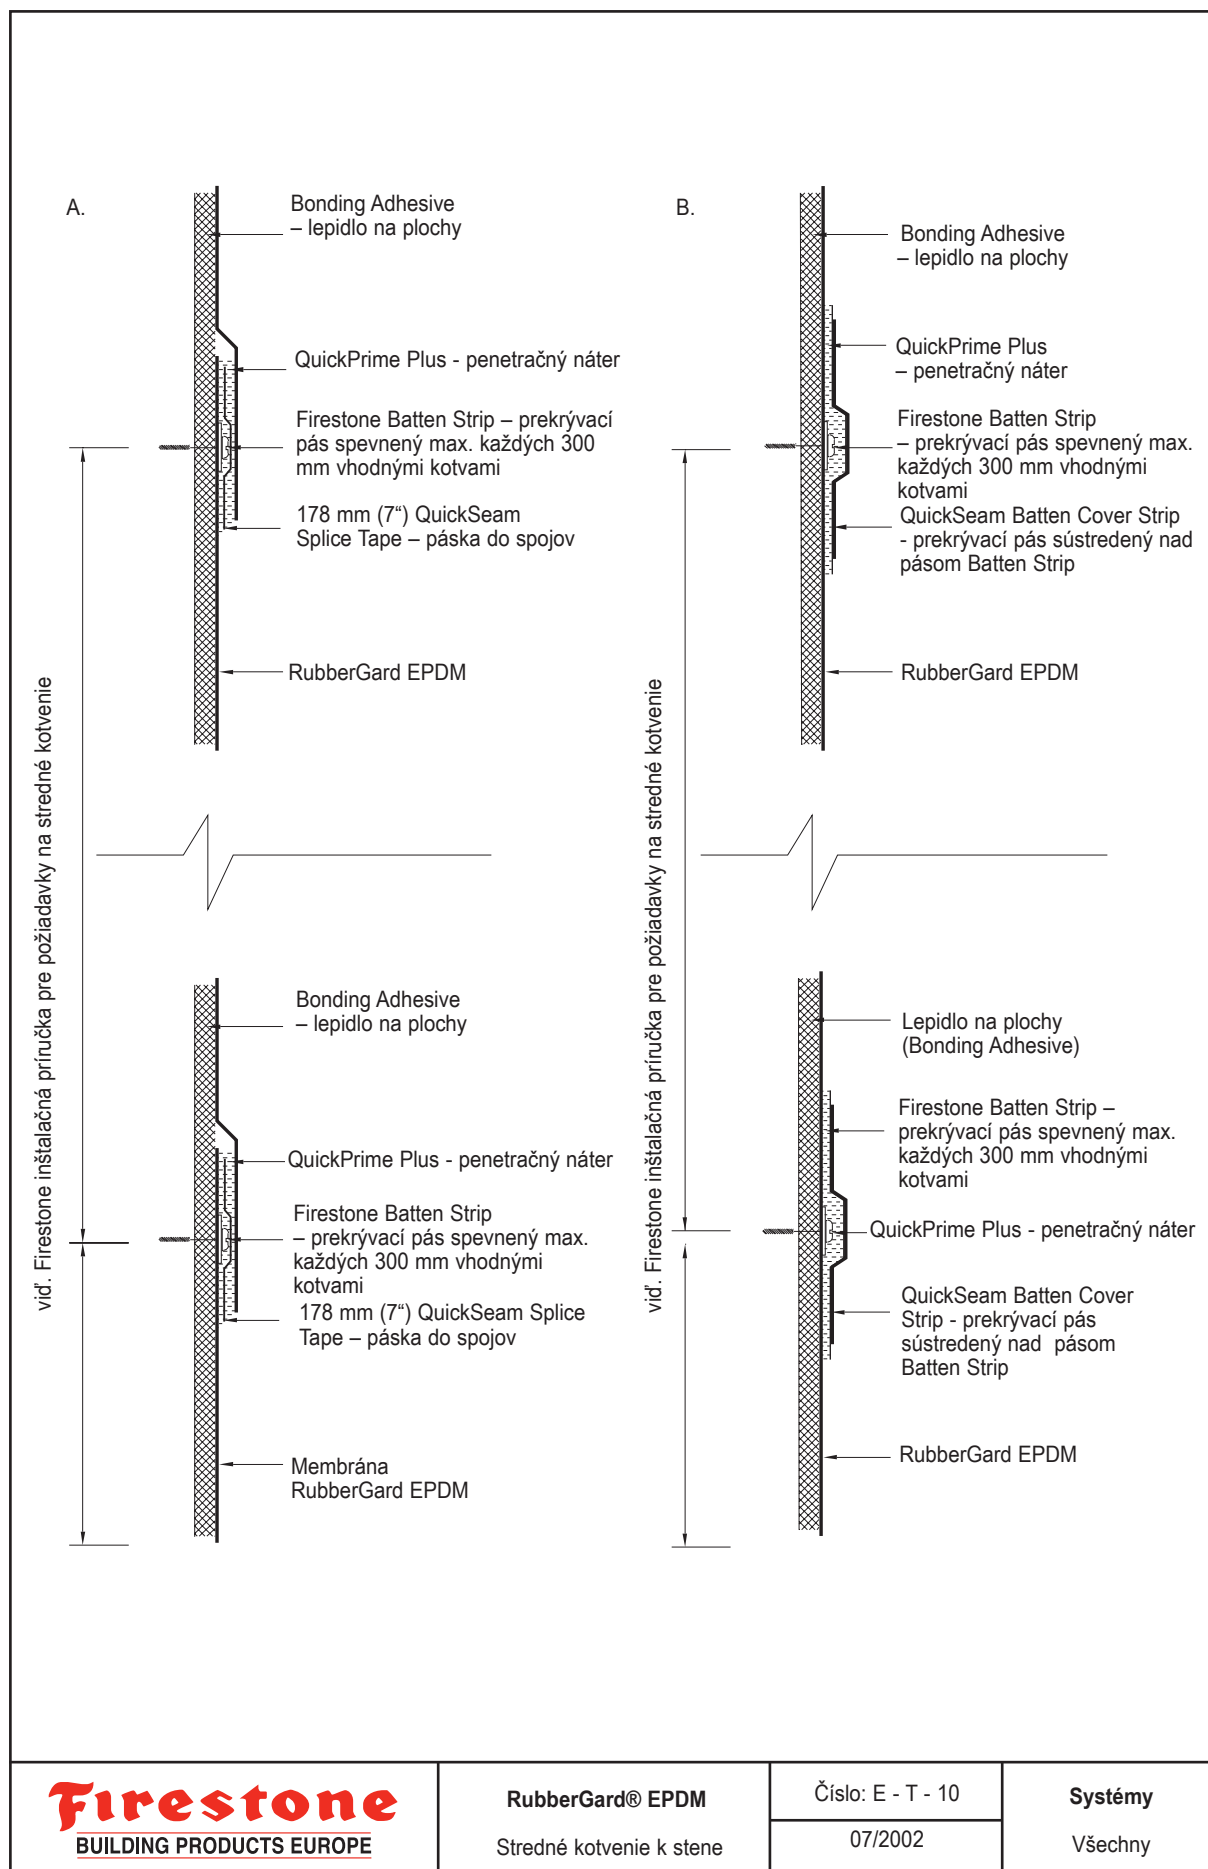 A.
Bonding Adhesive
– lepidlo na plochy
QuickPrime Plus - penetračný náter
Firestone Batten Strip – prekrývací
pás spevnený max. každých 300
mm vhodnými kotvami
178 mm (7“) QuickSeam
Splice Tape – páska do spojov
RubberGard EPDM
viď. Firestone inštalačná príručka pre požiadavky na stredné kotvenie
Bonding Adhesive
– lepidlo na plochy
QuickPrime Plus - penetračný náter
Firestone Batten Strip
– prekrývací pás spevnený max.
každých 300 mm vhodnými
kotvami
178 mm (7“) QuickSeam Splice
Tape – páska do spojov
Membrána
RubberGard EPDM
B.
Bonding Adhesive
– lepidlo na plochy
QuickPrime Plus
– penetračný náter
Firestone Batten Strip
– prekrývací pás spevnený max.
každých 300 mm vhodnými
kotvami
QuickSeam Batten Cover Strip
- prekrývací pás sústredený nad
pásom Batten Strip
RubberGard EPDM
viď. Firestone inštalačná príručka pre požiadavky na stredné kotvenie
Lepidlo na plochy
(Bonding Adhesive)
Firestone Batten Strip –
prekrývací pás spevnený max.
každých 300 mm vhodnými
kotvami
QuickPrime Plus - penetračný náter
QuickSeam Batten Cover
Strip - prekrývací pás
sústredený nad pásom
Batten Strip
RubberGard EPDM
Firestone
BUILDING PRODUCTS EUROPE
RubberGard® EPDM
Stredné kotvenie k stene
Číslo: E - T - 10
07/2002
Systémy
Všechny